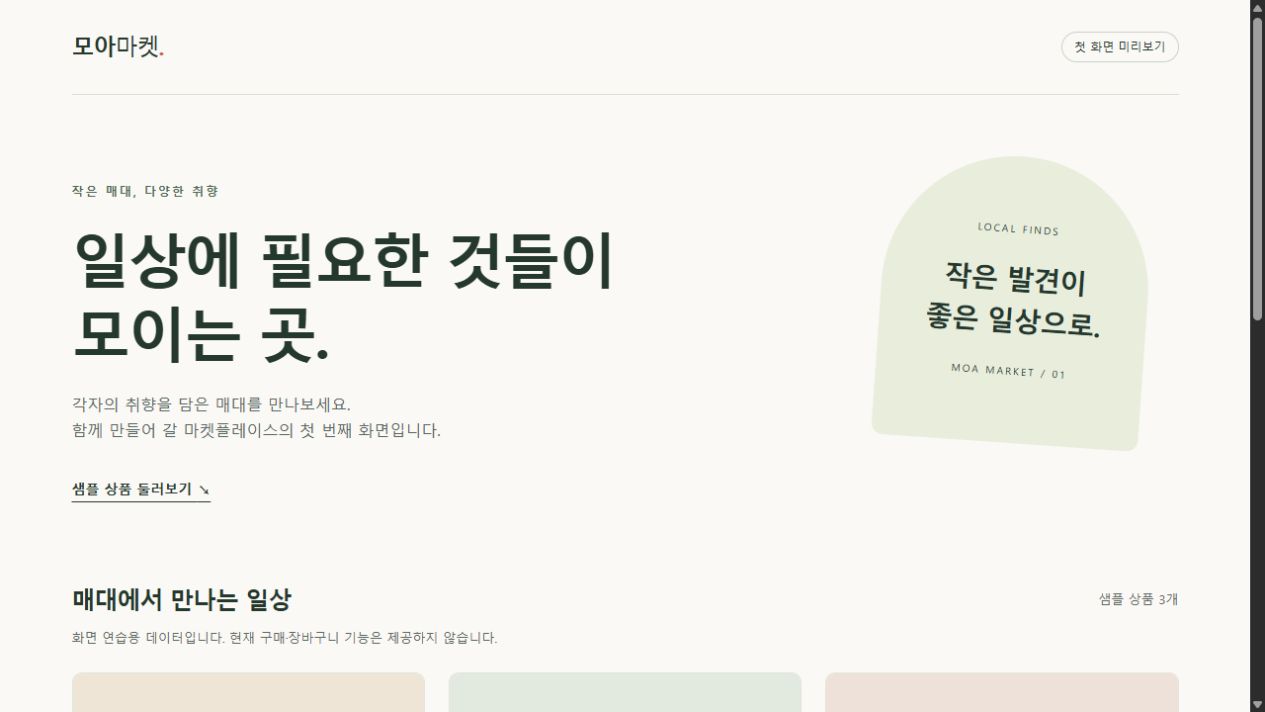 모아마켓.
첫 화면 미리보기
작은 매대, 다양한 취향
일상에 필요한 것들이
모이는 곳.
각자의 취향을 담은 매대를 만나보세요.
함께 만들어 갈 마켓플레이스의 첫 번째 화면입니다.
샘플 상품 둘러보기 ↘
LOCAL FINDS
작은 발견이
좋은 일상으로.
MOA MARKET / 01
매대에서 만나는 일상
샘플 상품 3개
화면 연습용 데이터입니다. 현재 구매·장바구니 기능은 제공하지 않습니다.